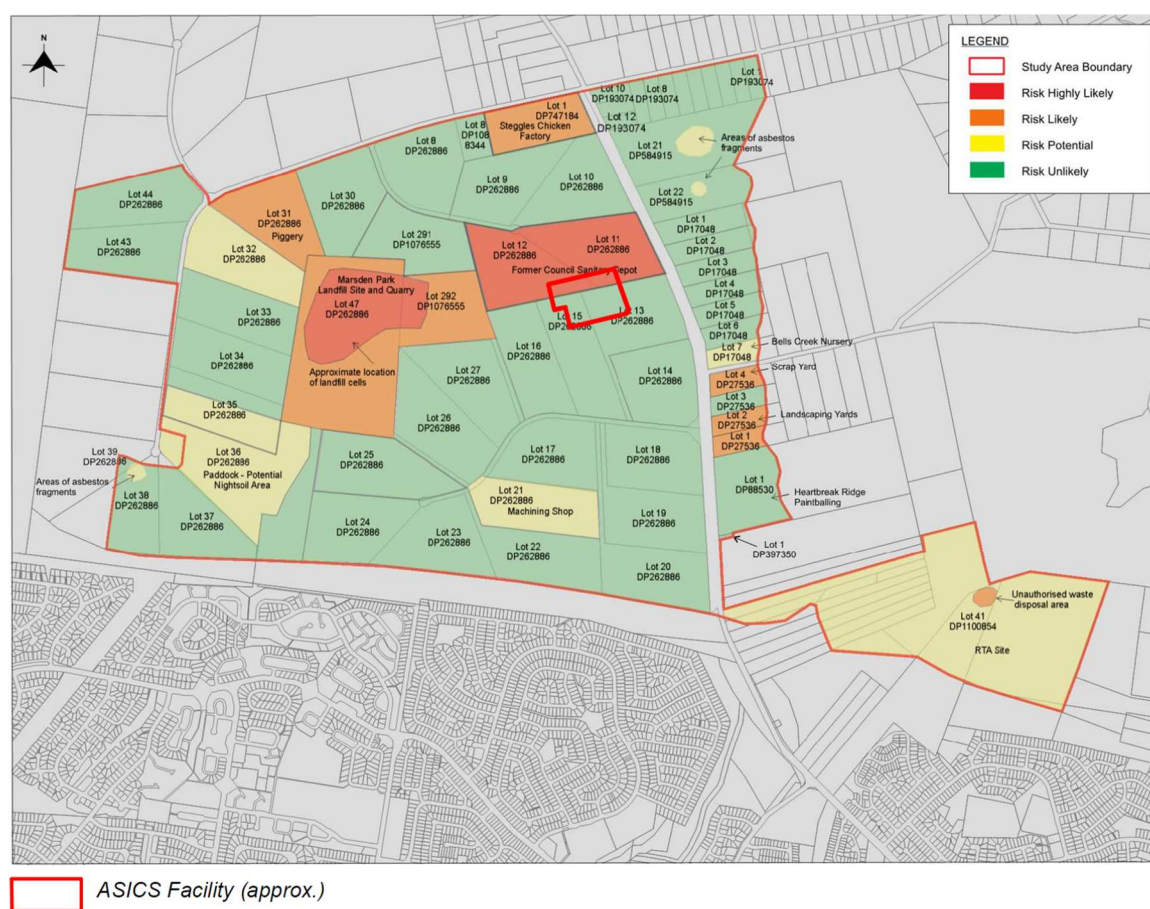 N
LEGEND
Study Area Boundary
Risk Highly Likely
Risk Likely
Risk Potential
Risk Unlikely
Lot 1
DP193074
Lot 10
DP193074
Lot 8
DP193074
Lot 12
DP193074
Lot 21
DP584915
Areas of asbestos
fragments
Lot 22
DP584915
Lot 1
DP747184
Steggles Chicken
Factory
Lot 8
DP108
8344
Lot 8
DP262886
Lot 9
DP262886
Lot 10
DP262886
Lot 44
DP262886
Lot 43
DP262886
Lot 31
DP262886
Piggery
Lot 30
DP262886
Lot 291
DP1076555
Lot 32
DP262886
Lot 12
DP262886
Lot 11
DP262886
Former Council Sanitary Depot
Marsden Park
Landfill Site and Quarry
Lot 47
DP262886
Lot 292
DP1076555
Approximate location
of landfill cells
Lot 33
DP262886
Lot 34
DP262886
Lot 15
DP262886
Lot 13
DP262886
Lot 16
DP262886
Lot 14
DP262886
Lot 27
DP262886
Lot 26
DP262886
Lot 1
DP17048
Lot 2
DP17048
Lot 3
DP17048
Lot 4
DP17048
Lot 5
DP17048
Lot 6
DP17048
Lot 7
DP17048
Bells Creek Nursery
Lot 4
DP27536
Scrap Yard
Lot 3
DP27536
Lot 2
DP27536
Landscaping Yards
Lot 1
DP27536
Lot 1
DP88530
Heartbreak Ridge
Paintballing
Lot 1
DP397350
Lot 35
DP262886
Lot 36
DP262886
Paddock - Potential
Nightsoil Area
Lot 39
DP262886
Areas of asbestos
fragments
Lot 38
DP262886
Lot 37
DP262886
Lot 25
DP262886
Lot 24
DP262886
Lot 23
DP262886
Lot 22
DP262886
Lot 17
DP262886
Lot 18
DP262886
Lot 21
DP262886
Machining Shop
Lot 19
DP262886
Lot 20
DP262886
Unauthorised waste
disposal area
Lot 41
DP1100854
RTA Site
ASICS Facility (approx.)